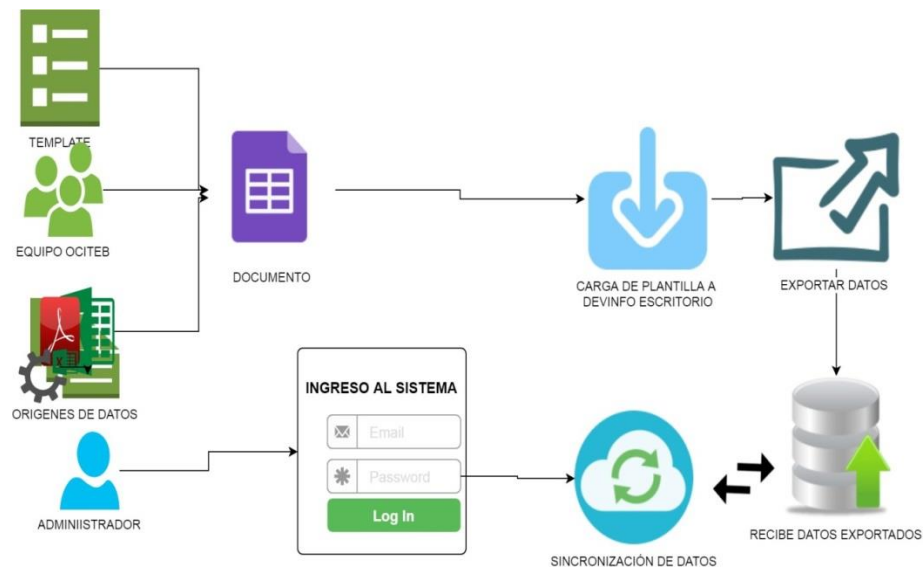 TEMPLATE
EQUIPO OCITEB
DOCUMENTO
CARGA DE PLANTILLA A
DEVINFO ESCRITORIO
EXPORTAR DATOS
ORIGENES DE DATOS
INGRESO AL SISTEMA
Email
Password
Log In
ADMINIISTRADOR
SINCRONIZACIÓN DE DATOS
RECIBE DATOS EXPORTADOS